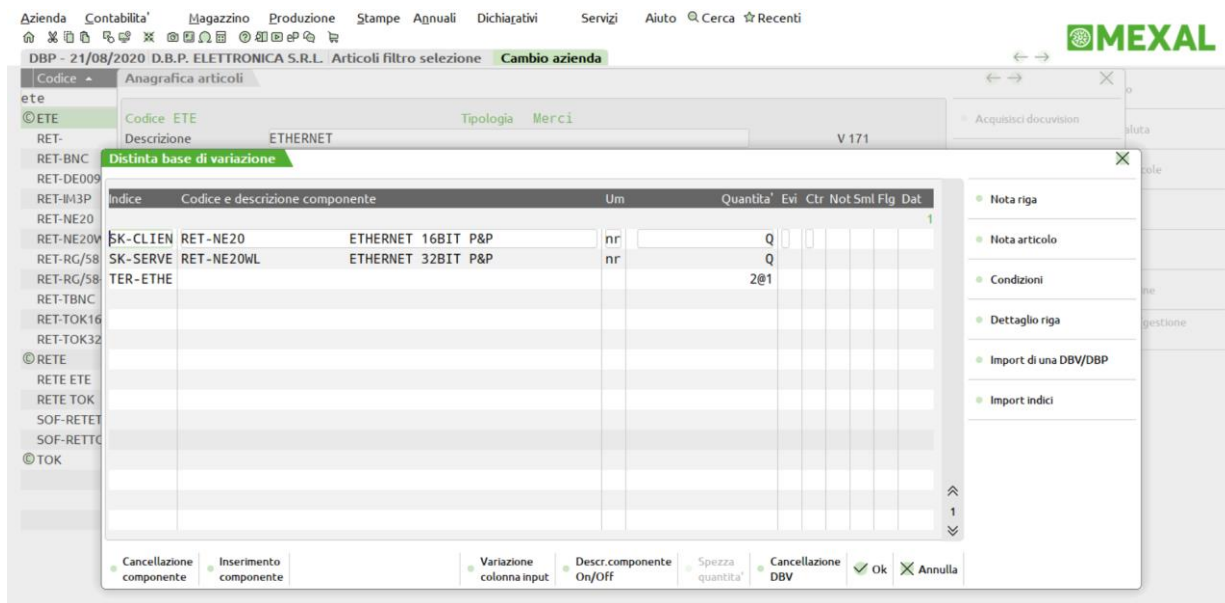 Azienda Contabilita' Magazzino Produzione Stampe Annuali Dichiarativi Servizi Aiuto Cerca Recenti
MEXAL
DBP - 21/08/2020 D.B.P. ELETTRONICA S.R.L. Articoli filtro selezione Cambio azienda
Codice Anagrafica articoli
ete
ETE Codice ETE Tipologia Merci Acquisisci docuvision
RET- Descrizione ETHERNET V 171
RET-BNC Distinta base di variazione
RET-DE009
RET-IM3P Indice Codice e descrizione componente Um Quantita' Evi Ctr Not Sml Flg Dat Nota riga
RET-NE20 1
RET-NE20W SK-CLIEN RET-NE20 ETHERNET 16BIT P&P nr Q Nota articolo
RET-RG/58 SK-SERVE RET-NE20WL ETHERNET 32BIT P&P nr Q
RET-RG/58- TER-ETHE 2@1 Condizioni
RET-TBNC
RET-TOK16 Dettaglio riga gestione
RET-TOK32
RETE Import di una DBV/DBP
RETE ETE
RETE TOK Import indici
SOF-RETET
SOF-RETTO
TOK
1
Cancellazione componente Inserimento componente Variazione colonna input Descr.componente On/Off Spezza quantita' Cancellazione DBV Ok Annulla